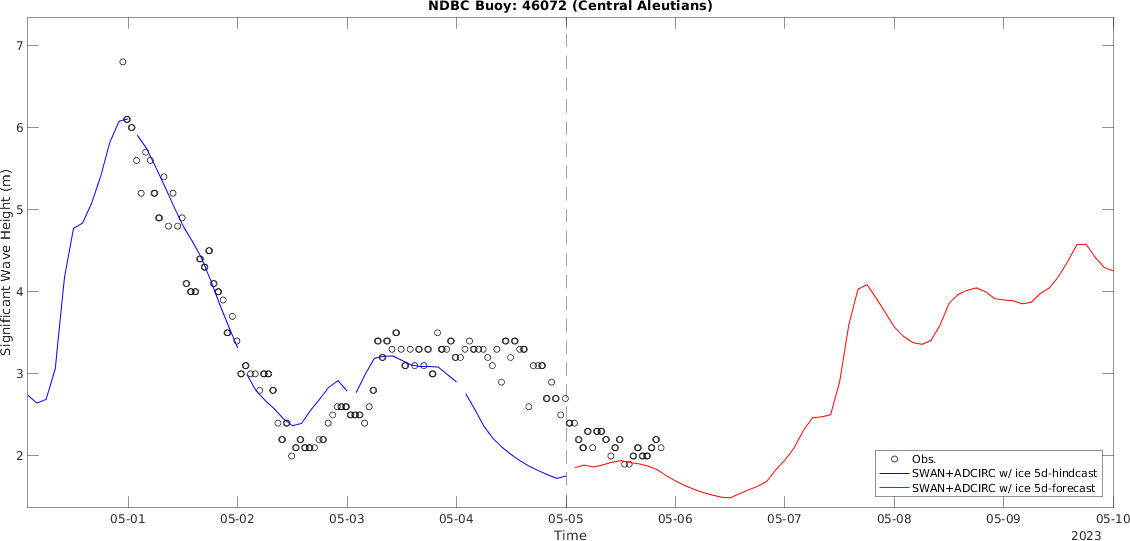 NDBC Buoy: 46072 (Central Aleutians)
7
6
5
4
3
2
Significant Wave Height (m)
Obs.
SWAN+ADCIRC w/ ice 5d-hindcast
SWAN+ADCIRC w/ ice 5d-forecast
05-01 05-02 05-03 05-04 05-05 05-06 05-07 05-08 05-09 05-10
Time
2023